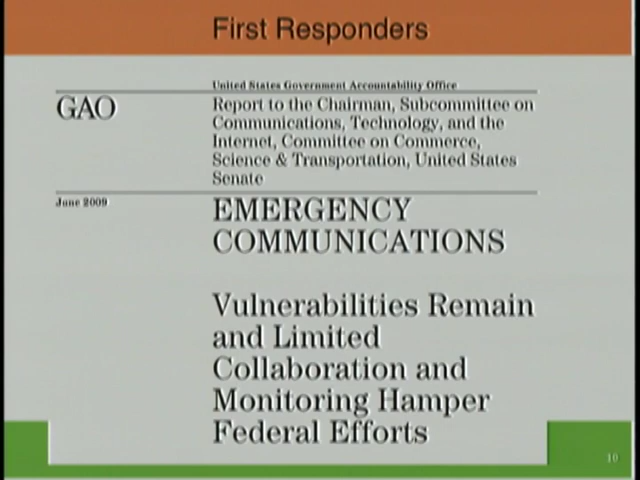 First Responders
United States Government Accountability Office
GAO
Report to the Chairman, Subcommittee on
Communications, Technology, and the
Internet, Committee on Commerce,
Science & Transportation, United States
Senate
June 2009
EMERGENCY
COMMUNICATIONS
Vulnerabilities Remain
and Limited
Collaboration and
Monitoring Hamper
Federal Efforts
10